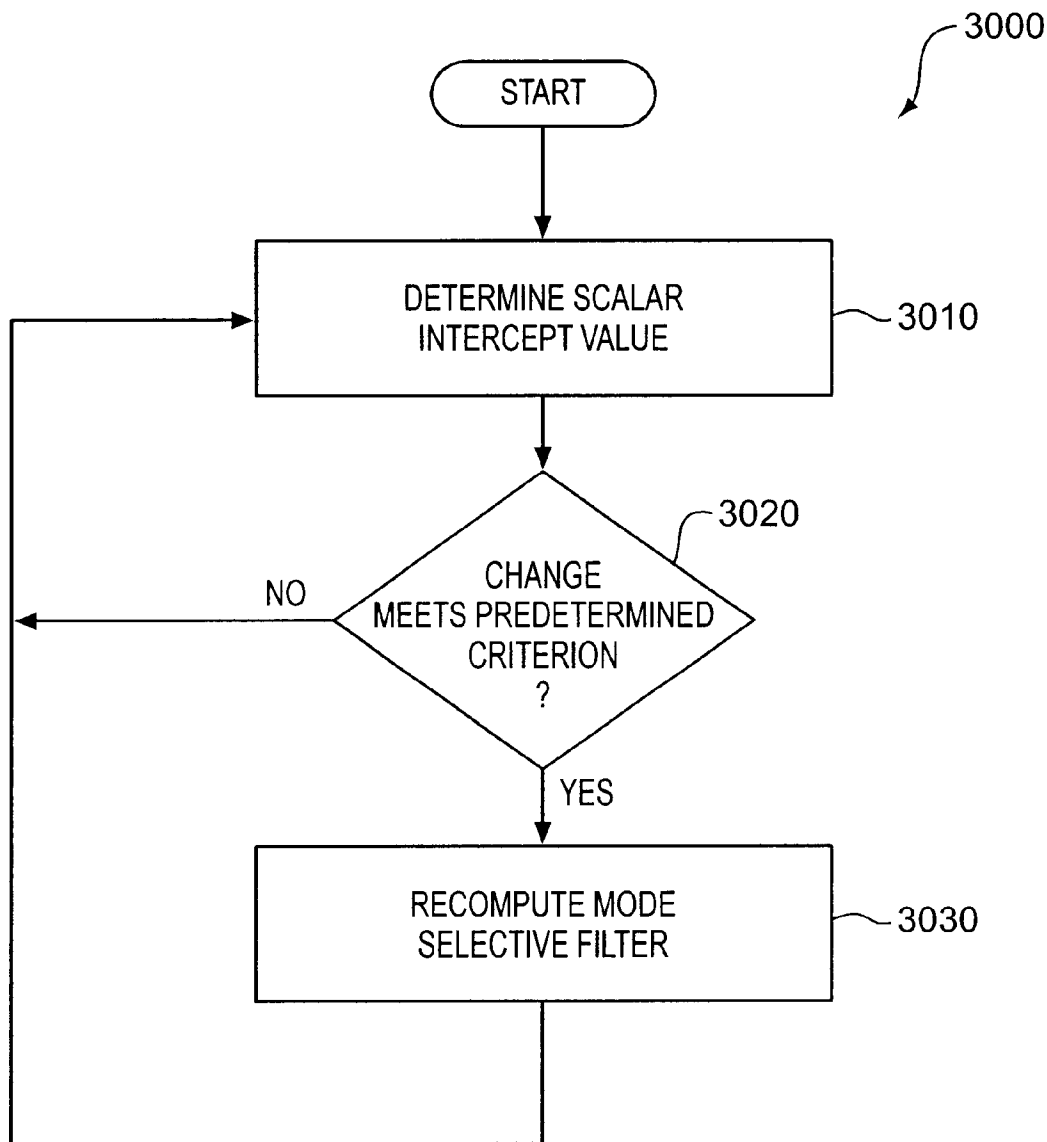 3000
START
DETERMINE SCALAR
INTERCEPT VALUE
3010
3020
CHANGE
MEETS PREDETERMINED
CRITERION
?
NO
YES
RECOMPUTE MODE
SELECTIVE FILTER
3030